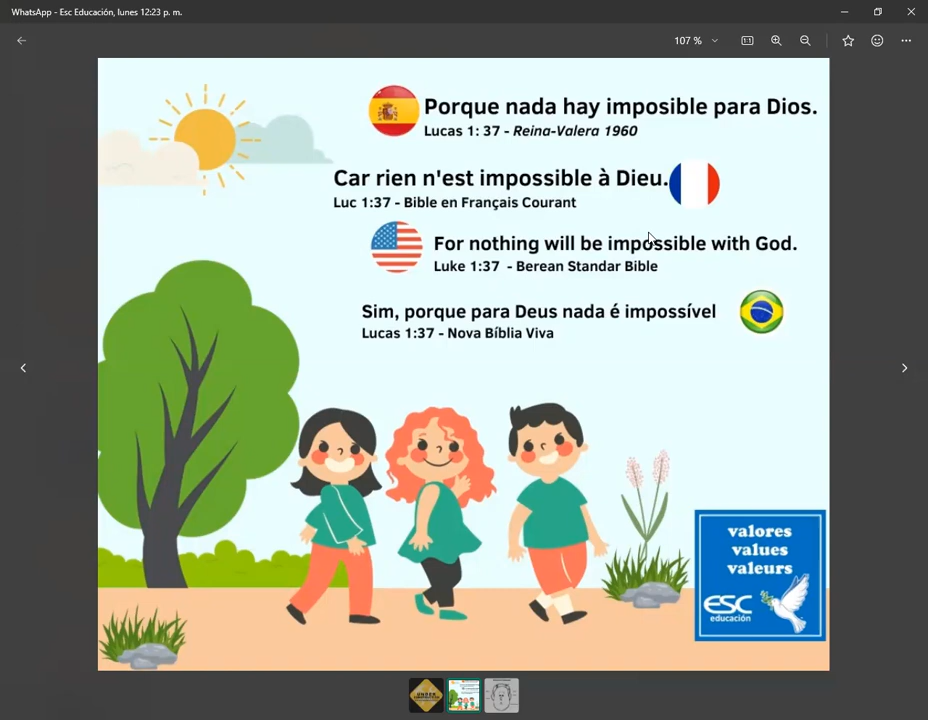 WhatsApp - Esc Educación, lunes 12:23 p. m.
107 %
Porque nada hay imposible para Dios.
Lucas 1: 37 - Reina-Valera 1960
Car rien n'est impossible à Dieu.
Luc 1:37 - Bible en Français Courant
For nothing will be impossible with God.
Luke 1:37 - Berean Standar Bible
Sim, porque para Deus nada é impossível
Lucas 1:37 - Nova Bíblia Viva
valores
values
valeurs
esc
educación